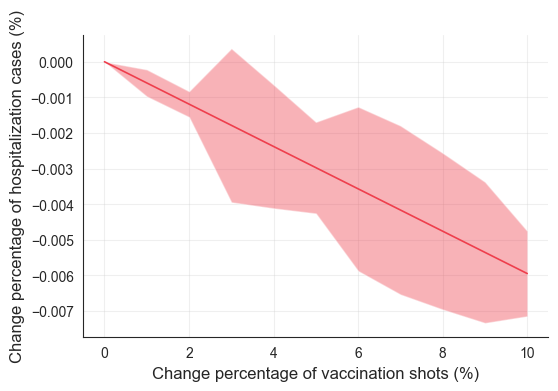 Change percentage of hospitalization cases (%)
0.000
−0.001
−0.002
−0.003
−0.004
−0.005
−0.006
−0.007
0 2 4 6 8 10
Change percentage of vaccination shots (%)